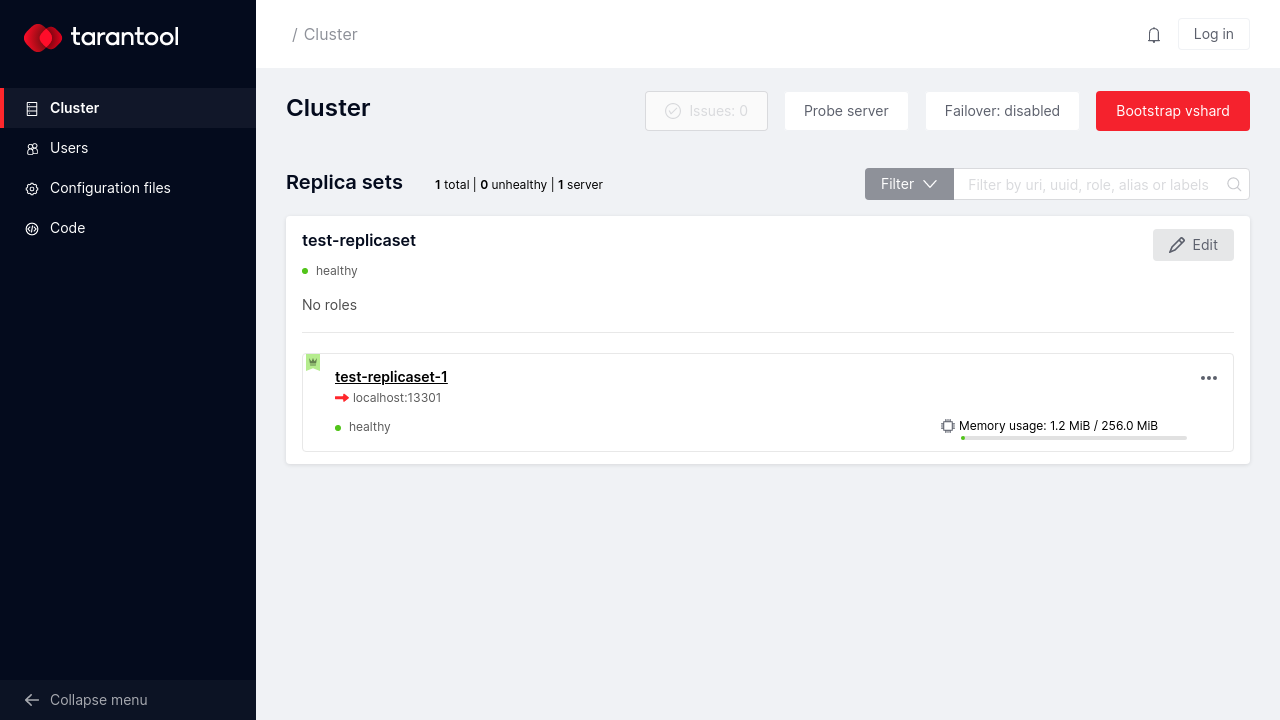 tarantool
Cluster
Users
Configuration files
Code
Collapse menu
/ Cluster
Log in
Cluster
Issues: 0
Probe server
Failover: disabled
Bootstrap vshard
Replica sets
1 total | 0 unhealthy | 1 server
Filter
Filter by uri, uuid, role, alias or labels
test-replicaset
Edit
healthy
No roles
test-replicaset-1
localhost:13301
healthy
Memory usage: 1.2 MiB / 256.0 MiB